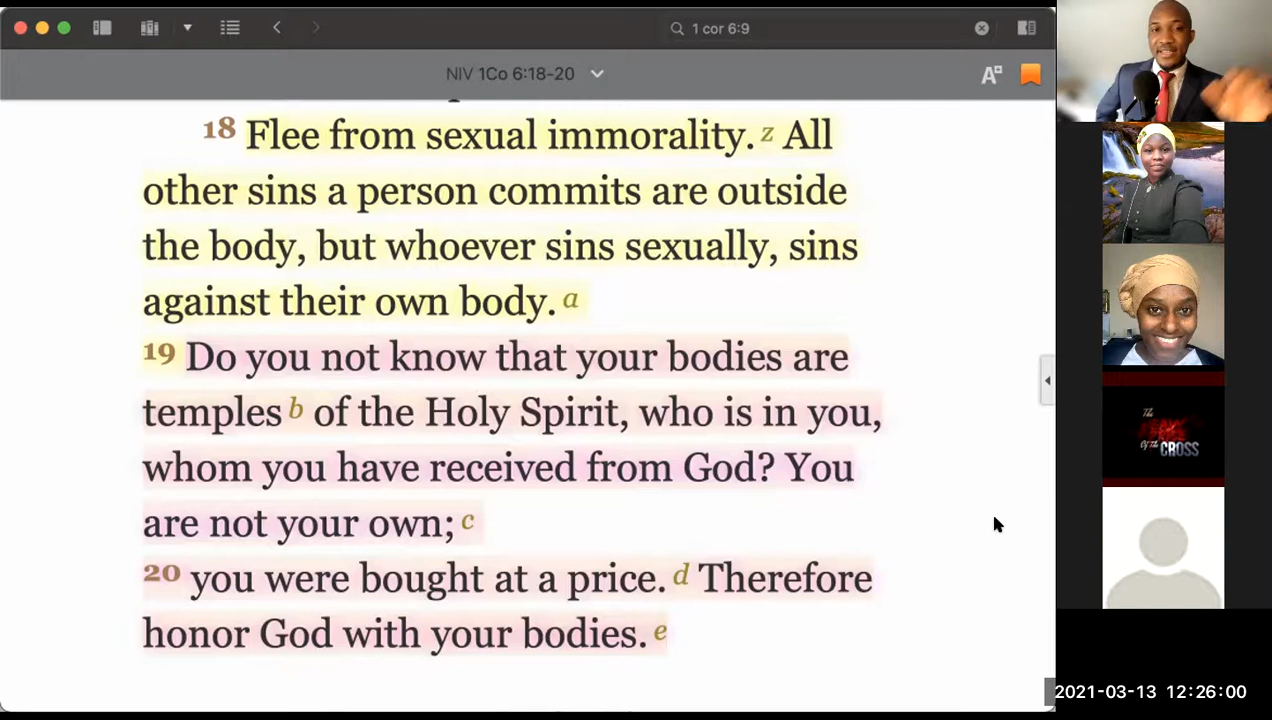 1 cor 6:9
NIV 1Co 6:18-20
A
18 Flee from sexual immorality. z All
other sins a person commits are outside
the body, but whoever sins sexually, sins
against their own body. a
19 Do you not know that your bodies are
temples b of the Holy Spirit, who is in you,
whom you have received from God? You
are not your own; c
20 you were bought at a price. d Therefore
honor God with your bodies. e
The
Of The CROSS
2021-03-13 12:26:00